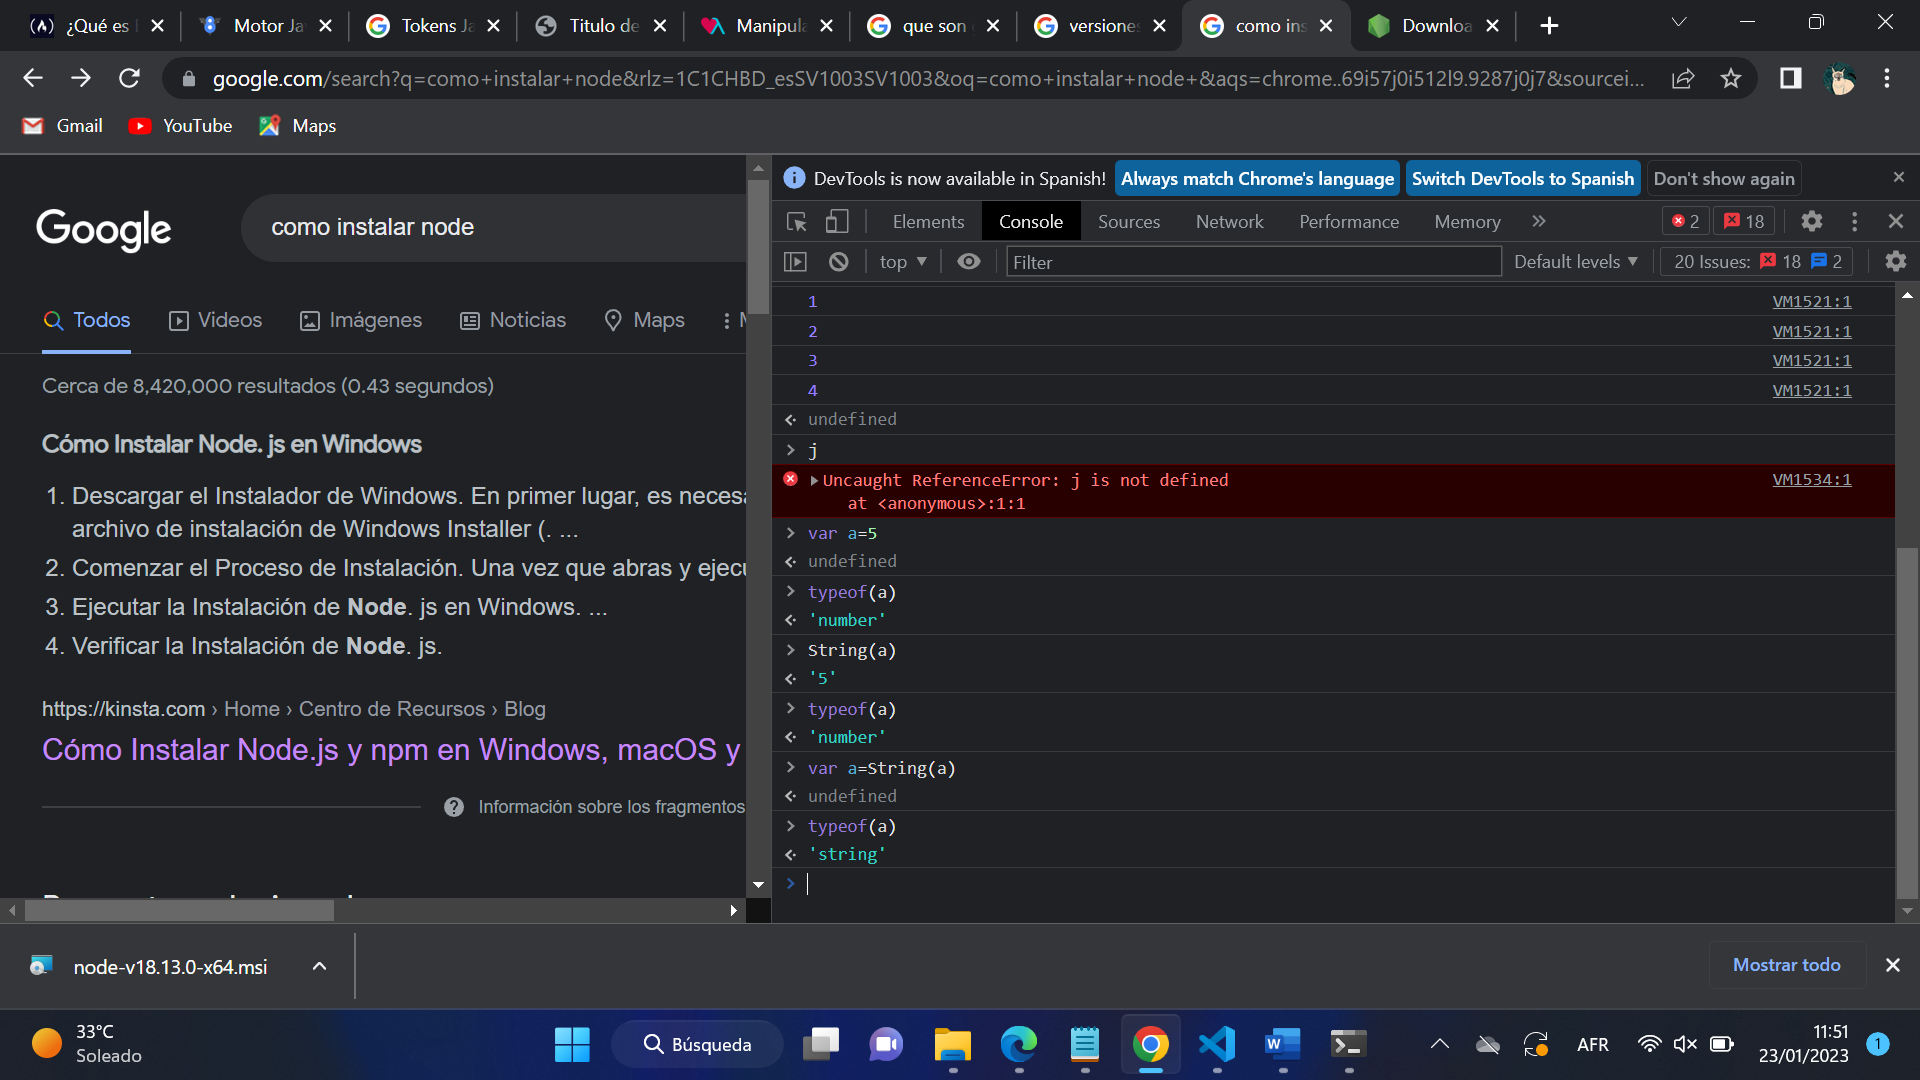 ¿Qué es
Motor Ja
Tokens Ja
Titulo de
Manipula
que son
versiones
como ins
Downloa
google.com/search?q=como+instalar+node&rlz=1C1CHBD_esSV1003SV1003&oq=como+instalar+node+&aqs=chrome..69i57j0i512l9.9287j0j7&sourcei...
Gmail
YouTube
Maps
DevTools is now available in Spanish!
Always match Chrome's language
Switch DevTools to Spanish
Don't show again
Google
como instalar node
Elements
Console
Sources
Network
Performance
Memory
2
18
top
Filter
Default levels
20 Issues: 18 2
Todos
Videos
Imágenes
Noticias
Maps
Cerca de 8,420,000 resultados (0.43 segundos)
Cómo Instalar Node. js en Windows
1. Descargar el Instalador de Windows. En primer lugar, es necesa
archivo de instalación de Windows Installer (. ...
2. Comenzar el Proceso de Instalación. Una vez que abras y ejecu
3. Ejecutar la Instalación de Node. js en Windows. ...
4. Verificar la Instalación de Node. js.
https://kinsta.com › Home › Centro de Recursos › Blog
Cómo Instalar Node.js y npm en Windows, macOS y
Información sobre los fragmentos
1 VM1521:1
2 VM1521:1
3 VM1521:1
4 VM1521:1
undefined
j
Uncaught ReferenceError: j is not defined VM1534:1
at <anonymous>:1:1
var a=5
undefined
typeof(a)
'number'
String(a)
'5'
typeof(a)
'number'
var a=String(a)
undefined
typeof(a)
'string'
node-v18.13.0-x64.msi
Mostrar todo
33°C
Soleado
Búsqueda
AFR
11:51
23/01/2023
1